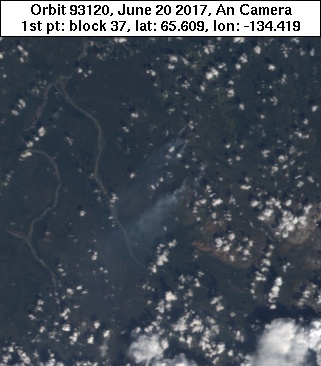 Orbit 93120, June 20 2017, An Camera
1st pt: block 37, lat: 65.609, lon: -134.419